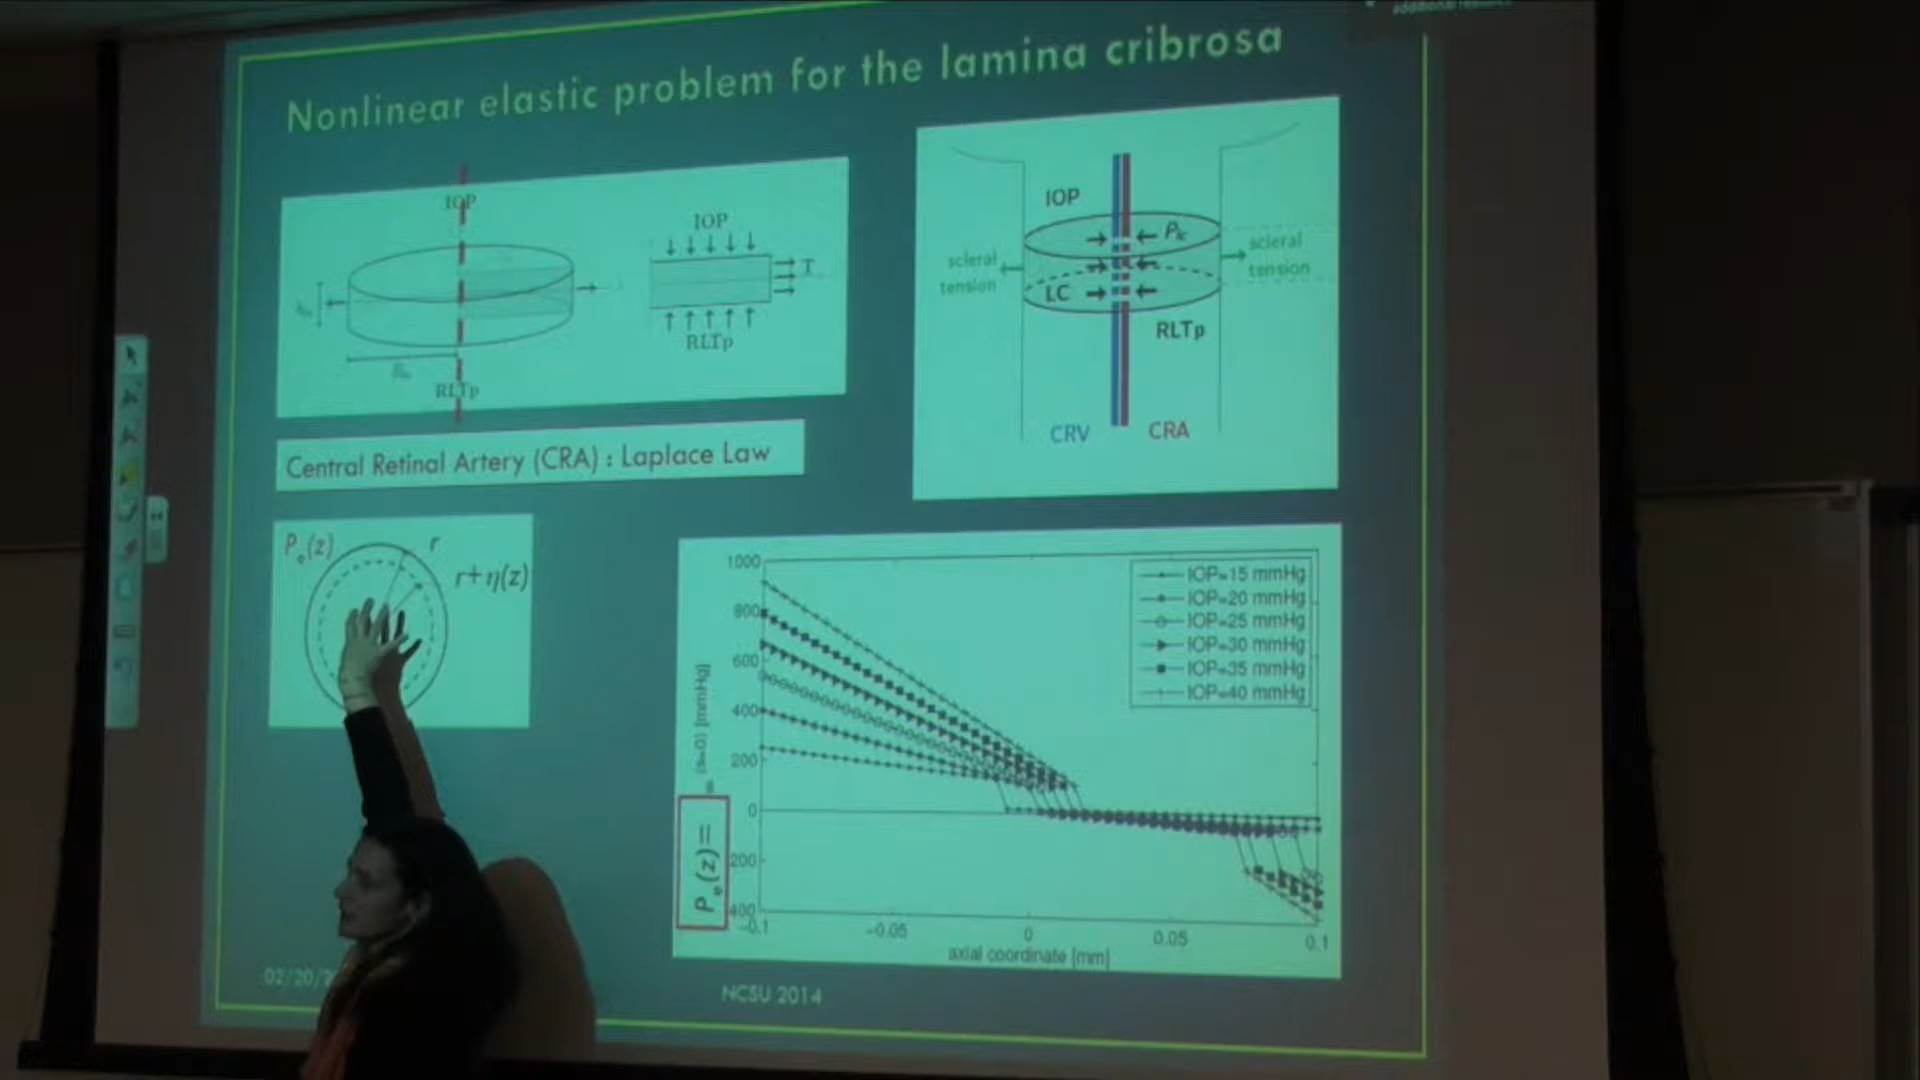 Nonlinear elastic problem for the lamina cribrosa
IOP
RLTp
IOP
T
RLTp
IOP
scleral
tension
scleral
tension
LC
RLTp
CRV
CRA
Central Retinal Artery (CRA) : Laplace Law
r
r+η(z)
1000
800
600
400
200
0
200
400
-0.1
-0.05
0
0.05
0.1
axial coordinate [mm]
(s=0) [mmHg]
IOP=15 mmHg
IOP=20 mmHg
IOP=25 mmHg
IOP=30 mmHg
IOP=35 mmHg
IOP=40 mmHg
02/20/2
NCSU 2014